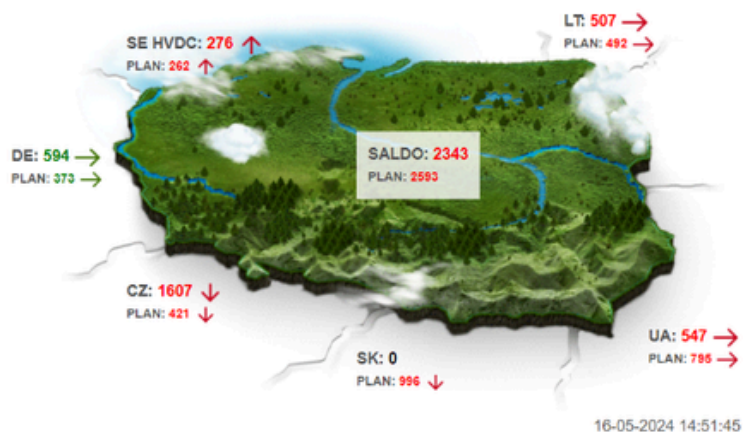 LT: 507 →
PLAN: 492 →
SE HVDC: 276 ↑
PLAN: 262 ↑
DE: 594 →
PLAN: 373 →
SALDO: 2343
PLAN: 2593
CZ: 1607 ↓
PLAN: 421 ↓
UA: 547 →
PLAN: 795 →
SK: 0
PLAN: 996 ↓
16-05-2024 14:51:45